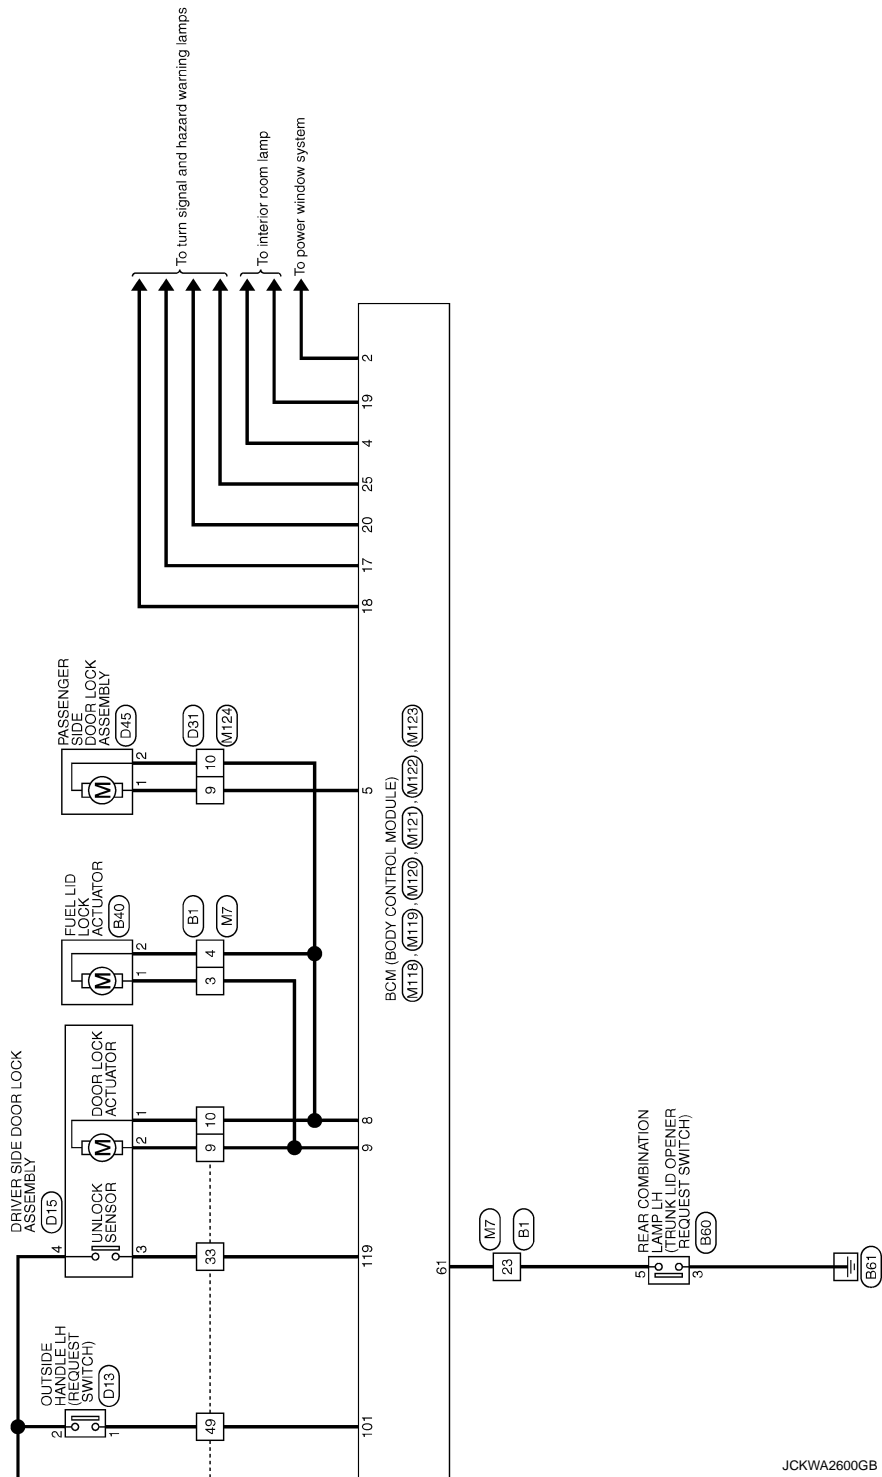 To turn signal and hazard warning lamps
To interior room lamp
To power window system
2
19
4
25
20
17
18
PASSENGER
SIDE
DOOR LOCK
ASSEMBLY
D45
2
1
D31
M124
10
9
5
FUEL LID
LOCK
ACTUATOR
B40
M
2
1
B1
M7
4
3
M
BCM (BODY CONTROL MODULE)
M118, M119, M120, M121, M122, M123
DRIVER SIDE DOOR LOCK
ASSEMBLY
D15
DOOR LOCK
ACTUATOR
M
1
2
10
9
8
9
UNLOCK
SENSOR
4
3
33
119
OUTSIDE
HANDLE LH
(REQUEST
SWITCH)
D13
2
1
49
101
61
M7
B1
23
REAR COMBINATION
LAMP LH
(TRUNK LID OPENER
REQUEST SWITCH)
B60
5
3
B61
JCKWA2600GB